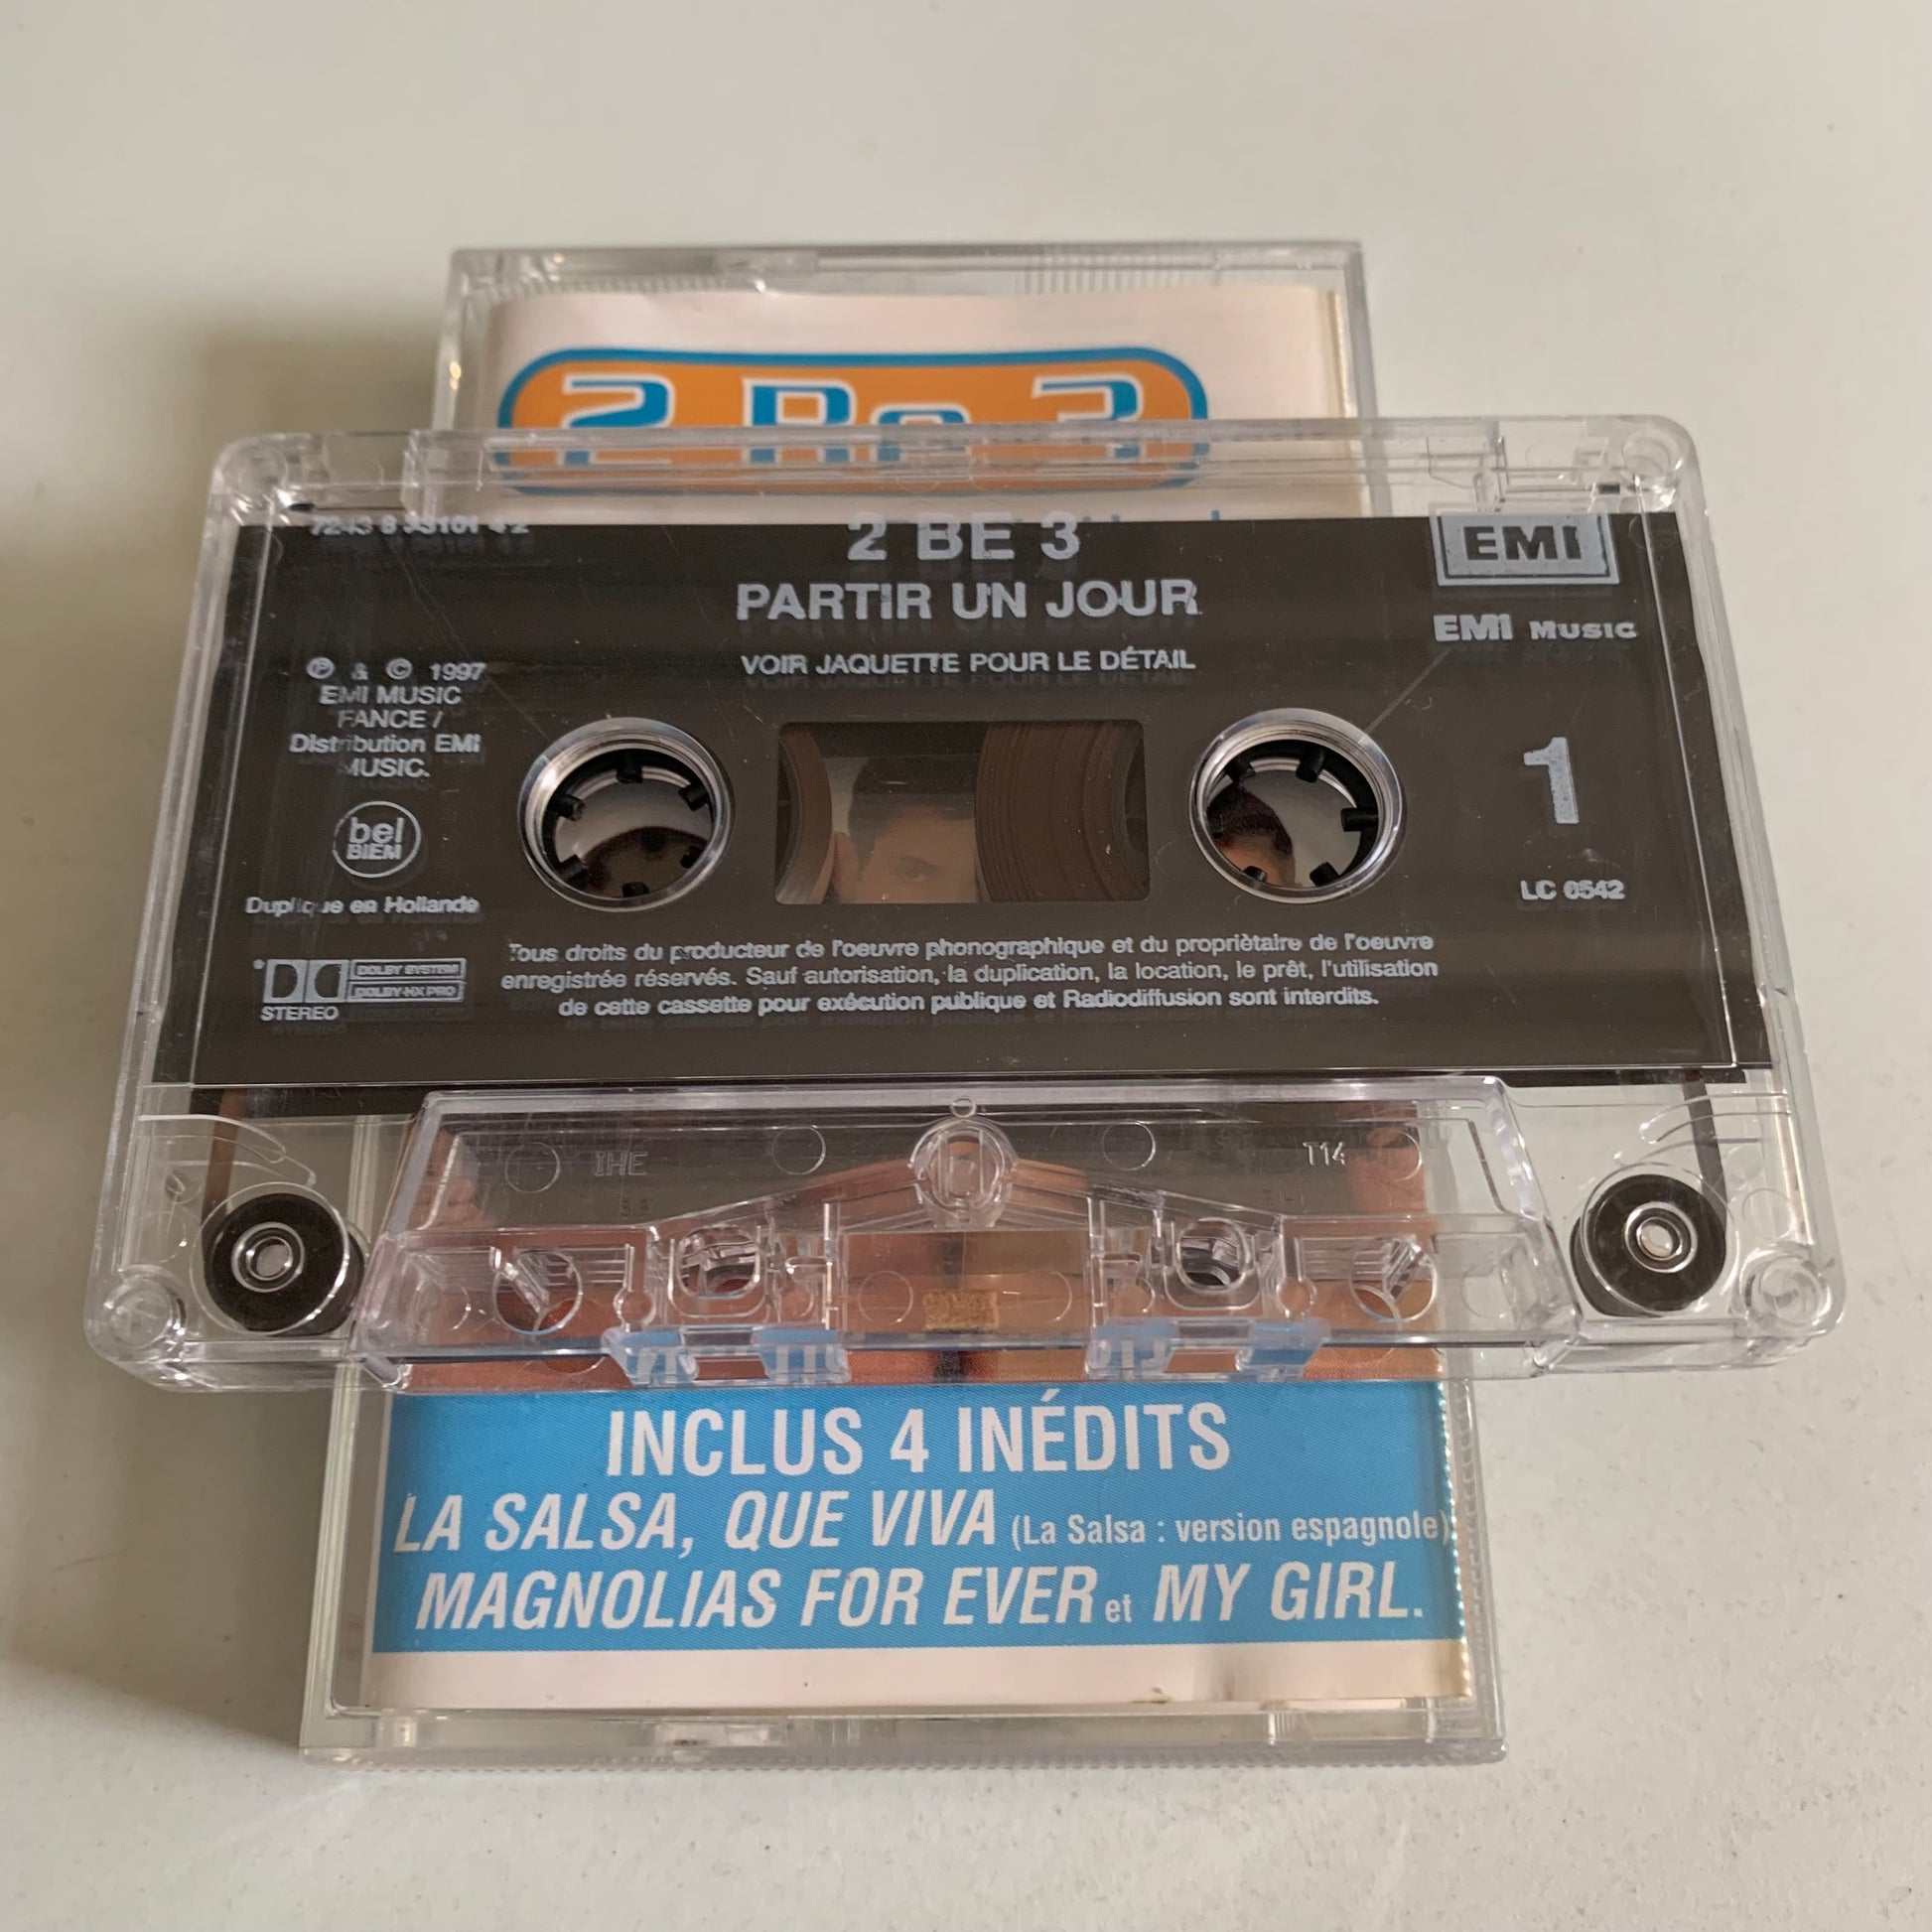 2 Be 3
2 BE 3
PARTIR UN JOUR
VOIR JAQUETTE POUR LE DÉTAIL
EMI
EMI MUSIC
℗ & © 1997
EMI MUSIC
FANCE /
Distribution EMI
MUSIC.
bel
BIEM
1
LC 0542
Duplique en Hollande
DOLBY SYSTEM
DOLBY-HX PRO
STEREO
Tous droits du producteur de l'oeuvre phonographique et du propriètaire de l'oeuvre
enregistrée réservés. Sauf autorisation, la duplication, la location, le prêt, l'utilisation
de cette cassette pour exécution publique et Radiodiffusion sont interdits.
IHE
T14
INCLUS 4 INÉDITS
LA SALSA, QUE VIVA (La Salsa : version espagnole)
MAGNOLIAS FOR EVER et MY GIRL.